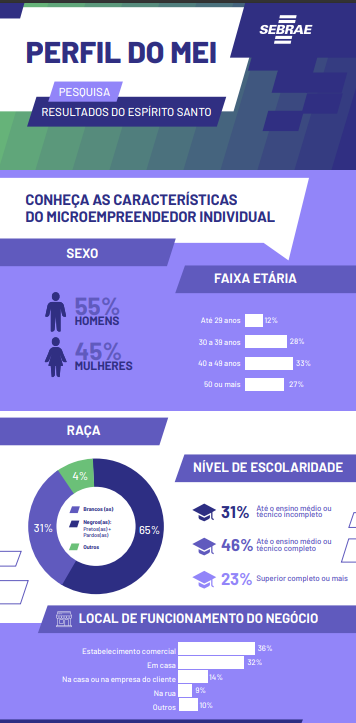 SEBRAE
PERFIL DO MEI
PESQUISA
RESULTADOS DO ESPÍRITO SANTO
CONHEÇA AS CARACTERÍSTICAS
DO MICROEMPREENDEDOR INDIVIDUAL
SEXO
55%
HOMENS
45%
MULHERES
FAIXA ETÁRIA
Até 29 anos 12%
30 a 39 anos 28%
40 a 49 anos 33%
50 ou mais 27%
RAÇA
4%
31%
65%
Brancos (as)
Negros(as):
Pretos(as) +
Pardos(as)
Outros
NÍVEL DE ESCOLARIDADE
31% Até o ensino médio ou
técnico incompleto
46% Até o ensino médio ou
técnico completo
23% Superior completo ou mais
LOCAL DE FUNCIONAMENTO DO NEGÓCIO
Estabelecimento comercial 36%
Em casa 32%
Na casa ou na empresa do cliente 14%
Na rua 9%
Outros 10%